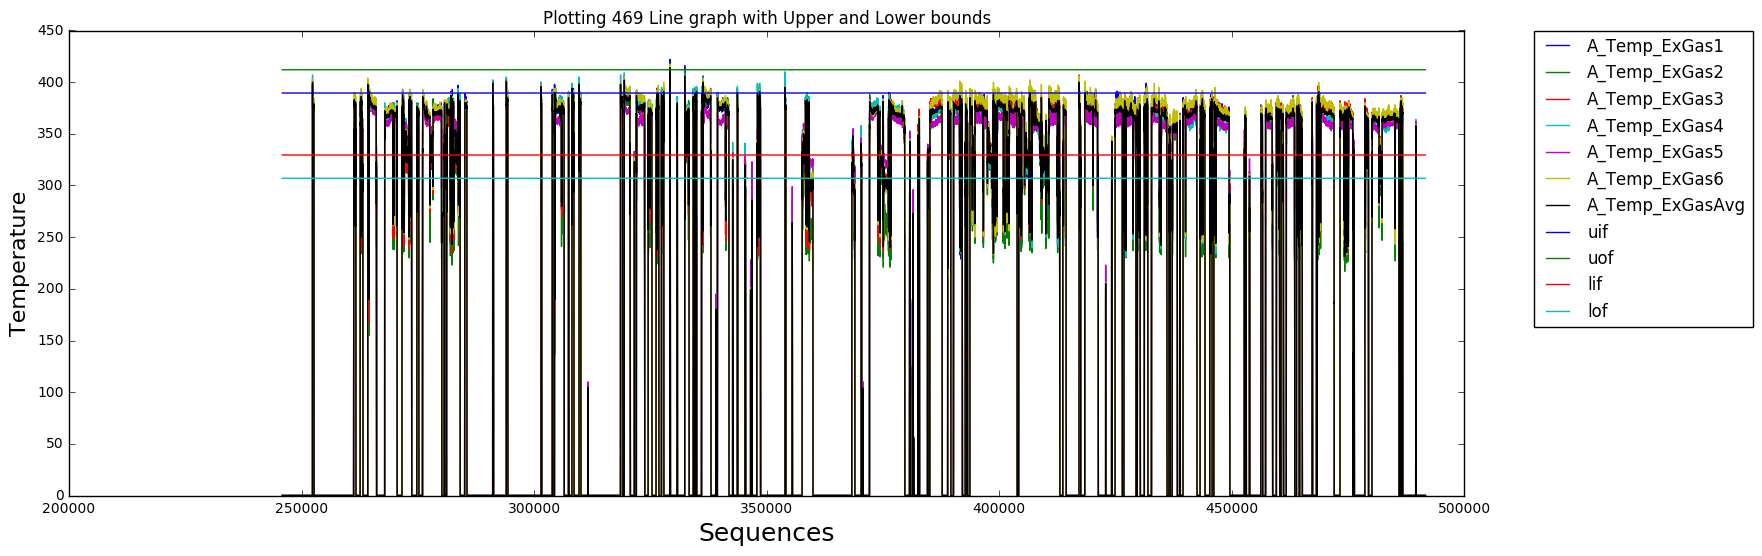 Plotting 469 Line graph with Upper and Lower bounds
450
400
350
300
250
200
150
100
50
0
Temperature
200000
250000
300000
350000
400000
450000
500000
Sequences
A_Temp_ExGas1
A_Temp_ExGas2
A_Temp_ExGas3
A_Temp_ExGas4
A_Temp_ExGas5
A_Temp_ExGas6
A_Temp_ExGasAvg
uif
uof
lif
lof